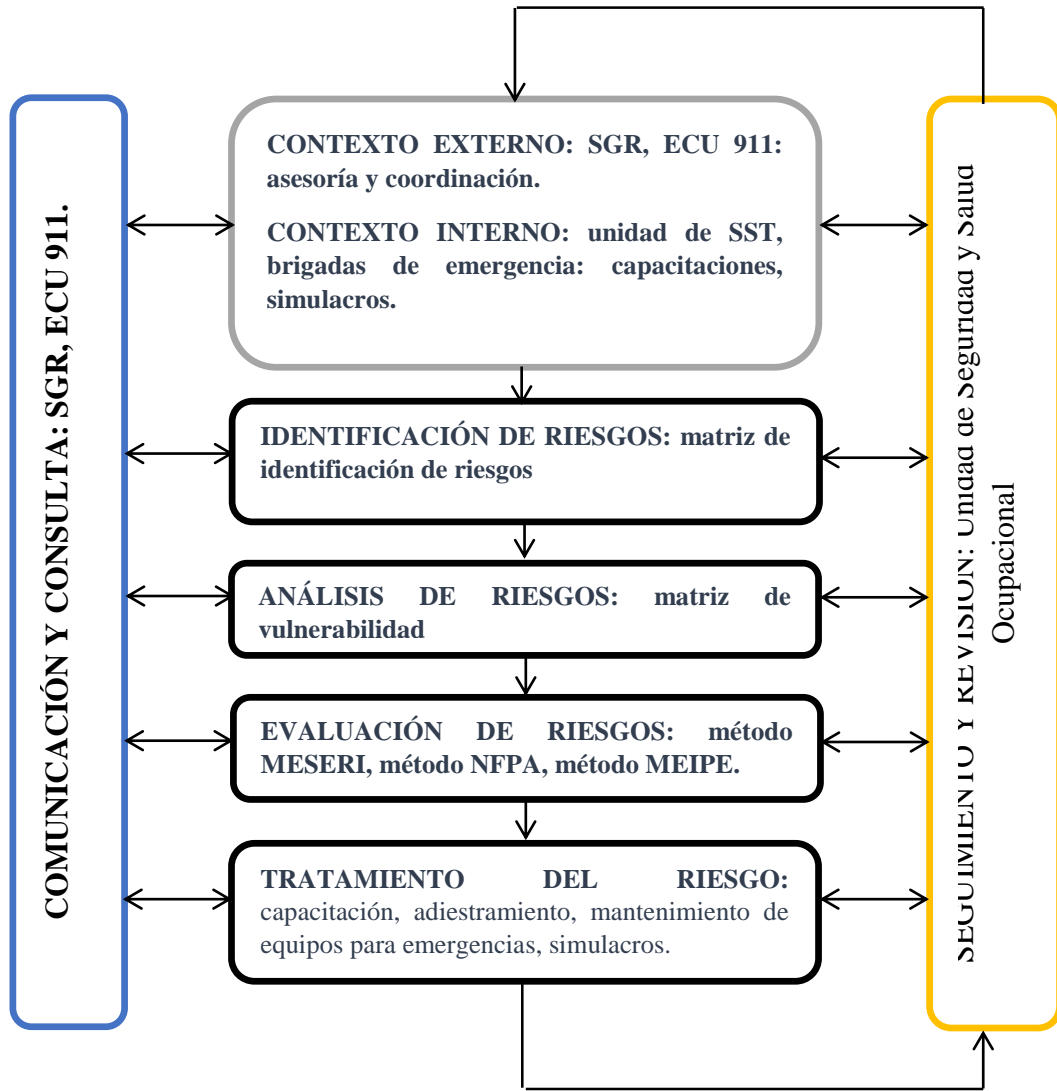 COMUNICACIÓN Y CONSULTA: SGR, ECU 911.
CONTEXTO EXTERNO: SGR, ECU 911:
asesoría y coordinación.
CONTEXTO INTERNO: unidad de SST,
brigadas de emergencia: capacitaciones,
simulacros.
IDENTIFICACIÓN DE RIESGOS: matriz de
identificación de riesgos
ANÁLISIS DE RIESGOS: matriz de
vulnerabilidad
EVALUACIÓN DE RIESGOS: método
MESERI, método NFPA, método MEIPE.
TRATAMIENTO DEL RIESGO:
capacitación, adiestramiento, mantenimiento de
equipos para emergencias, simulacros.
SEGUIMIENTO Y REVISIÓN: Unidad de Seguridad y Salud
Ocupacional